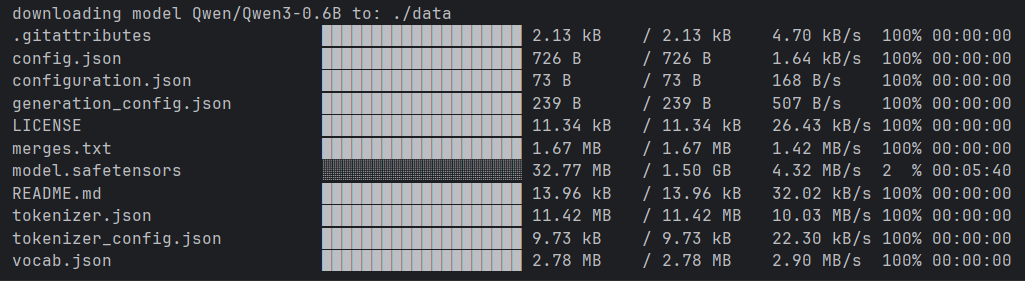 downloading model Qwen/Qwen3-0.6B to: ./data
.gitattributes 2.13 kB / 2.13 kB 4.70 kB/s 100% 00:00:00
config.json 726 B / 726 B 1.64 kB/s 100% 00:00:00
configuration.json 73 B / 73 B 168 B/s 100% 00:00:00
generation_config.json 239 B / 239 B 507 B/s 100% 00:00:00
LICENSE 11.34 kB / 11.34 kB 26.43 kB/s 100% 00:00:00
merges.txt 1.67 MB / 1.67 MB 1.42 MB/s 100% 00:00:00
model.safetensors 32.77 MB / 1.50 GB 4.32 MB/s 2 % 00:05:40
README.md 13.96 kB / 13.96 kB 32.02 kB/s 100% 00:00:00
tokenizer.json 11.42 MB / 11.42 MB 10.03 MB/s 100% 00:00:00
tokenizer_config.json 9.73 kB / 9.73 kB 22.30 kB/s 100% 00:00:00
vocab.json 2.78 MB / 2.78 MB 2.90 MB/s 100% 00:00:00